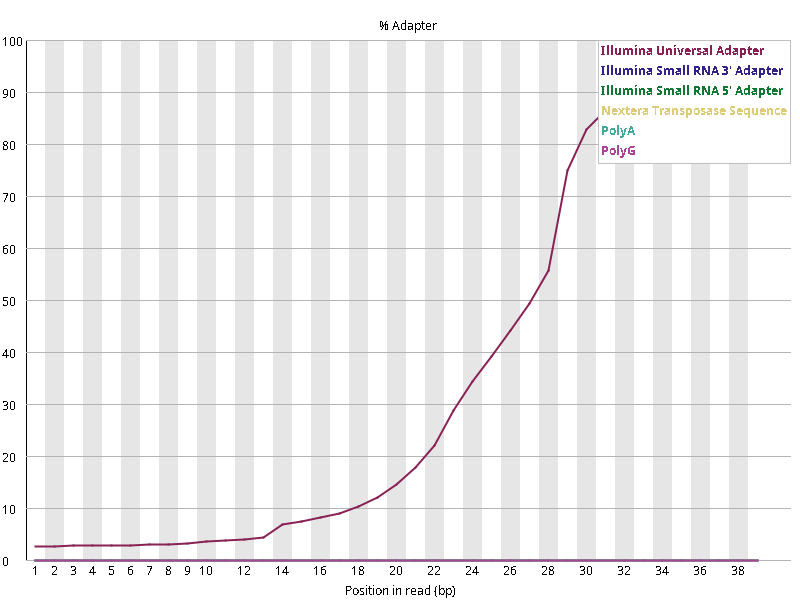 % Adapter
100
90
80
70
60
50
40
30
20
10
0
Illumina Universal Adapter
Illumina Small RNA 3' Adapter
Illumina Small RNA 5' Adapter
Nextera Transposase Sequence
PolyA
PolyG
1 2 3 4 5 6 7 8 9 10 12 14 16 18 20 22 24 26 28 30 32 34 36 38
Position in read (bp)